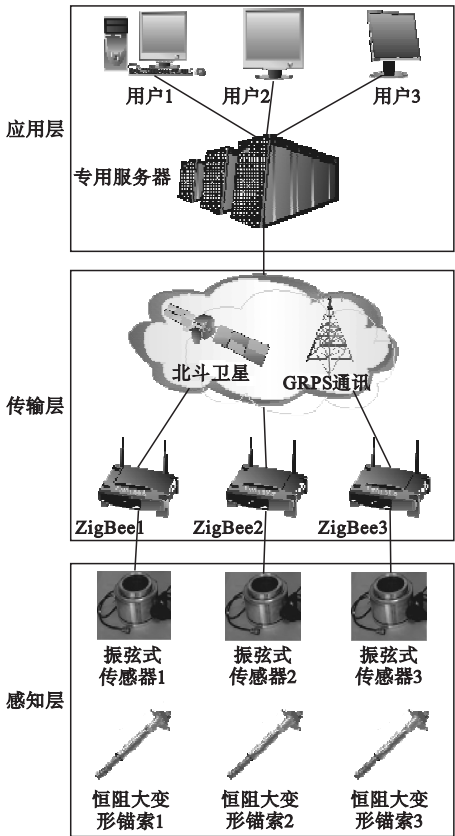 用户1 用户2 用户3
应用层
专用服务器
北斗卫星
GRPS通讯
传输层
ZigBee1 ZigBee2 ZigBee3
振弦式 振弦式 振弦式
传感器1 传感器2 传感器3
感知层
恒阻大变 恒阻大变 恒阻大变
形锚索1 形锚索2 形锚索3